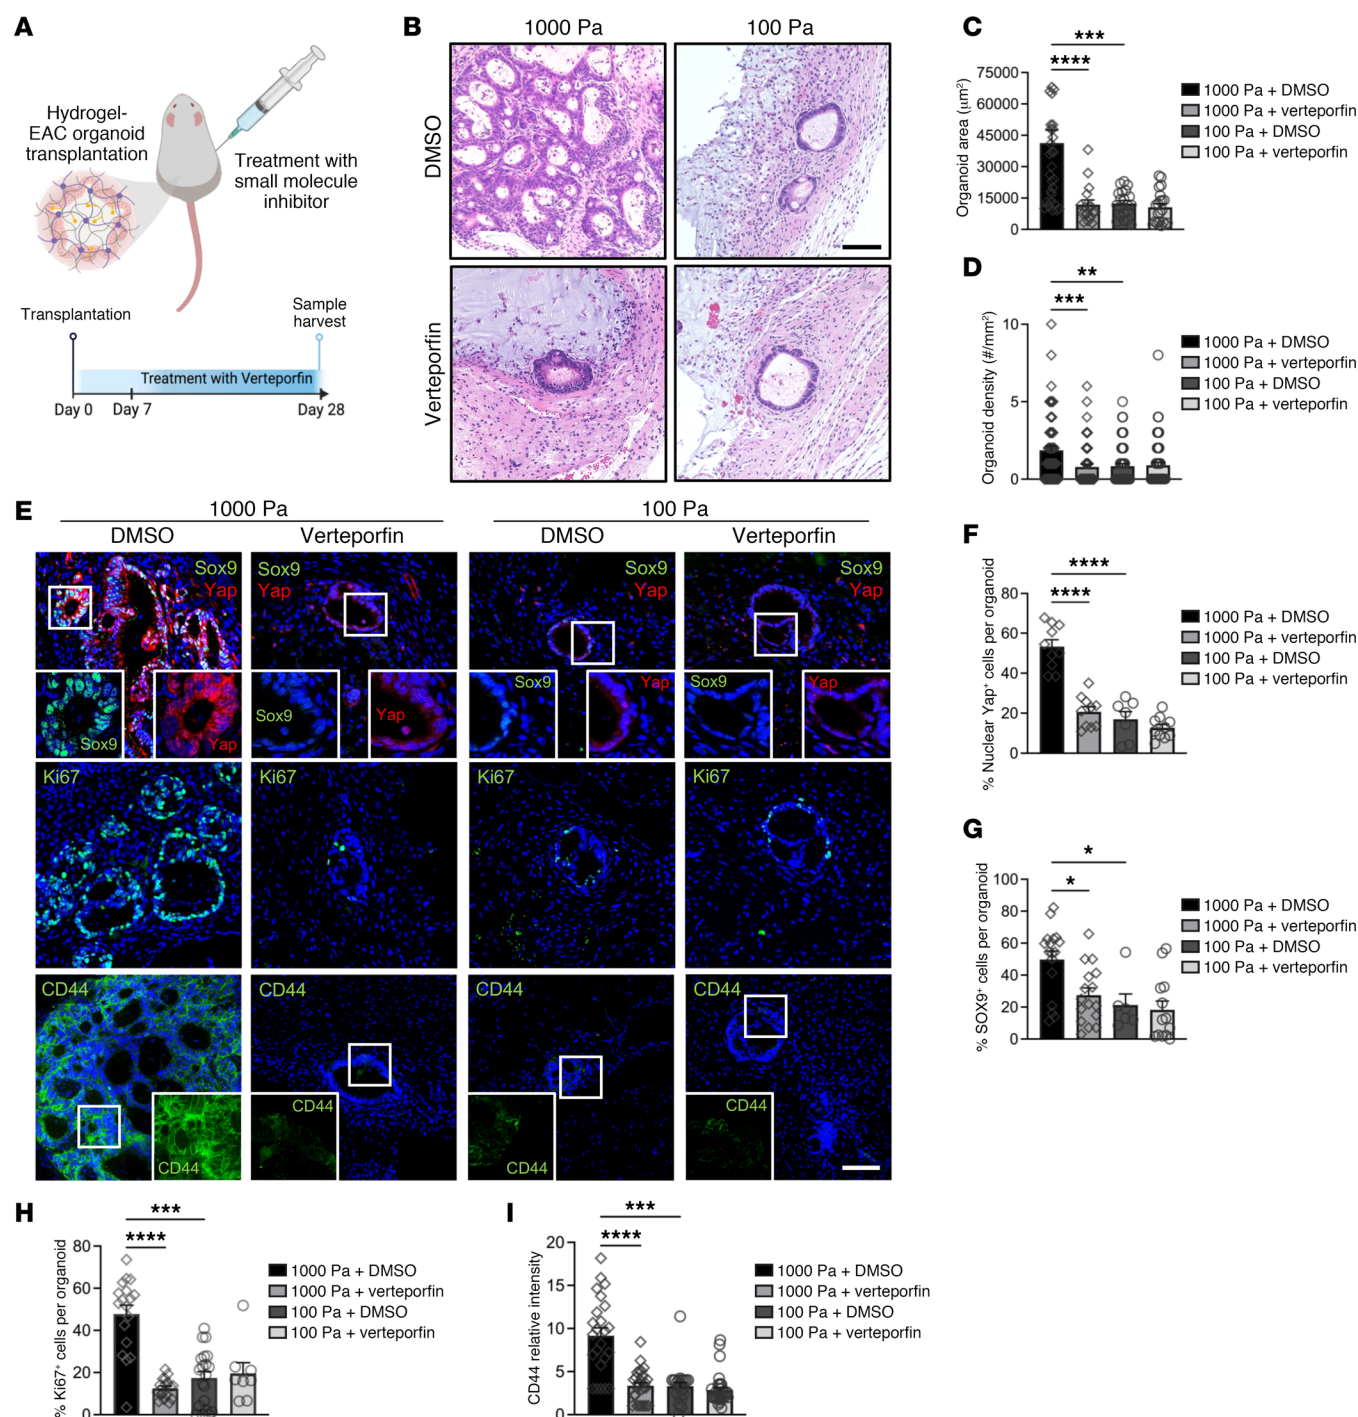 A
Hydrogel-
EAC organoid
transplantation
Treatment with
small molecule
inhibitor
Transplantation
Sample
harvest
Treatment with Verteporfin
Day 0
Day 7
Day 28
B
1000 Pa
100 Pa
DMSO
Verteporfin
C
***
****
Organoid area (µm²)
75000
60000
45000
30000
15000
0
1000 Pa + DMSO
1000 Pa + verteporfin
100 Pa + DMSO
100 Pa + verteporfin
D
**
***
Organoid density (#/mm²)
10
5
0
1000 Pa + DMSO
1000 Pa + verteporfin
100 Pa + DMSO
100 Pa + verteporfin
E
1000 Pa
100 Pa
DMSO
Verteporfin
DMSO
Verteporfin
Sox9
Yap
Sox9
Yap
Sox9
Yap
Sox9
Yap
Sox9
Yap
Sox9
Yap
Sox9
Yap
Sox9
Yap
Ki67
Ki67
Ki67
Ki67
CD44
CD44
CD44
CD44
CD44
CD44
CD44
CD44
F
****
****
% Nuclear Yap⁺ cells per organoid
80
60
40
20
0
1000 Pa + DMSO
1000 Pa + verteporfin
100 Pa + DMSO
100 Pa + verteporfin
G
*
*
% SOX9⁺ cells per organoid
100
80
60
40
20
0
1000 Pa + DMSO
1000 Pa + verteporfin
100 Pa + DMSO
100 Pa + verteporfin
H
***
****
% Ki67⁺ cells per organoid
80
60
40
20
0
1000 Pa + DMSO
1000 Pa + verteporfin
100 Pa + DMSO
100 Pa + verteporfin
I
***
****
CD44 relative intensity
20
15
10
5
0
1000 Pa + DMSO
1000 Pa + verteporfin
100 Pa + DMSO
100 Pa + verteporfin